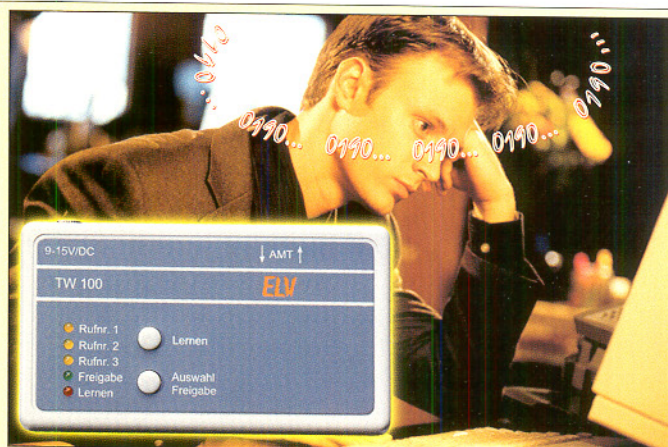 ...0190
0190... 0190... 0190... 0190... 0190...
9-15V/DC
↓ AMT ↑
TW 100
ELV
Rufnr. 1
Rufnr. 2
Rufnr. 3
Freigabe
Lernen
Lernen
Auswahl
Freigabe